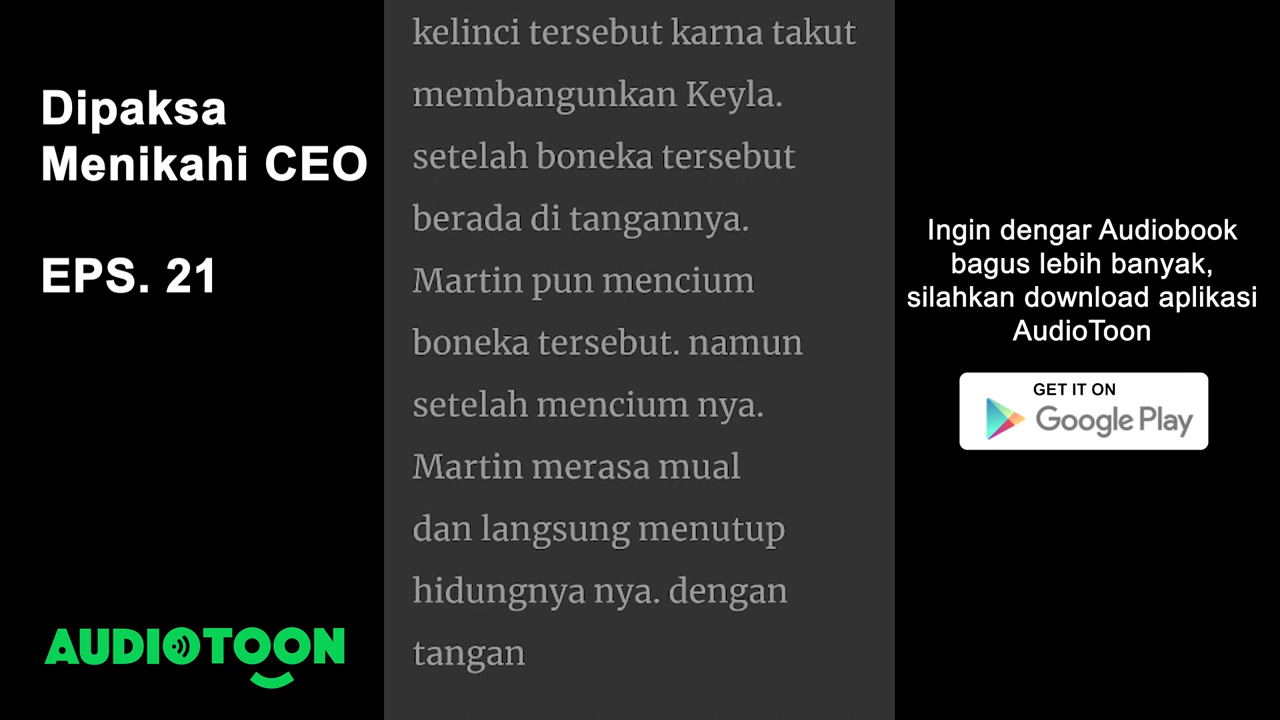 Dipaksa
Menikahi CEO
EPS. 21
AUDIOTOON
kelinci tersebut karna takut
membangunkan Keyla.
setelah boneka tersebut
berada di tangannya.
Martin pun mencium
boneka tersebut. namun
setelah mencium nya.
Martin merasa mual
dan langsung menutup
hidungnya nya. dengan
tangan
Ingin dengar Audiobook
bagus lebih banyak,
silahkan download aplikasi
AudioToon
GET IT ON
Google Play